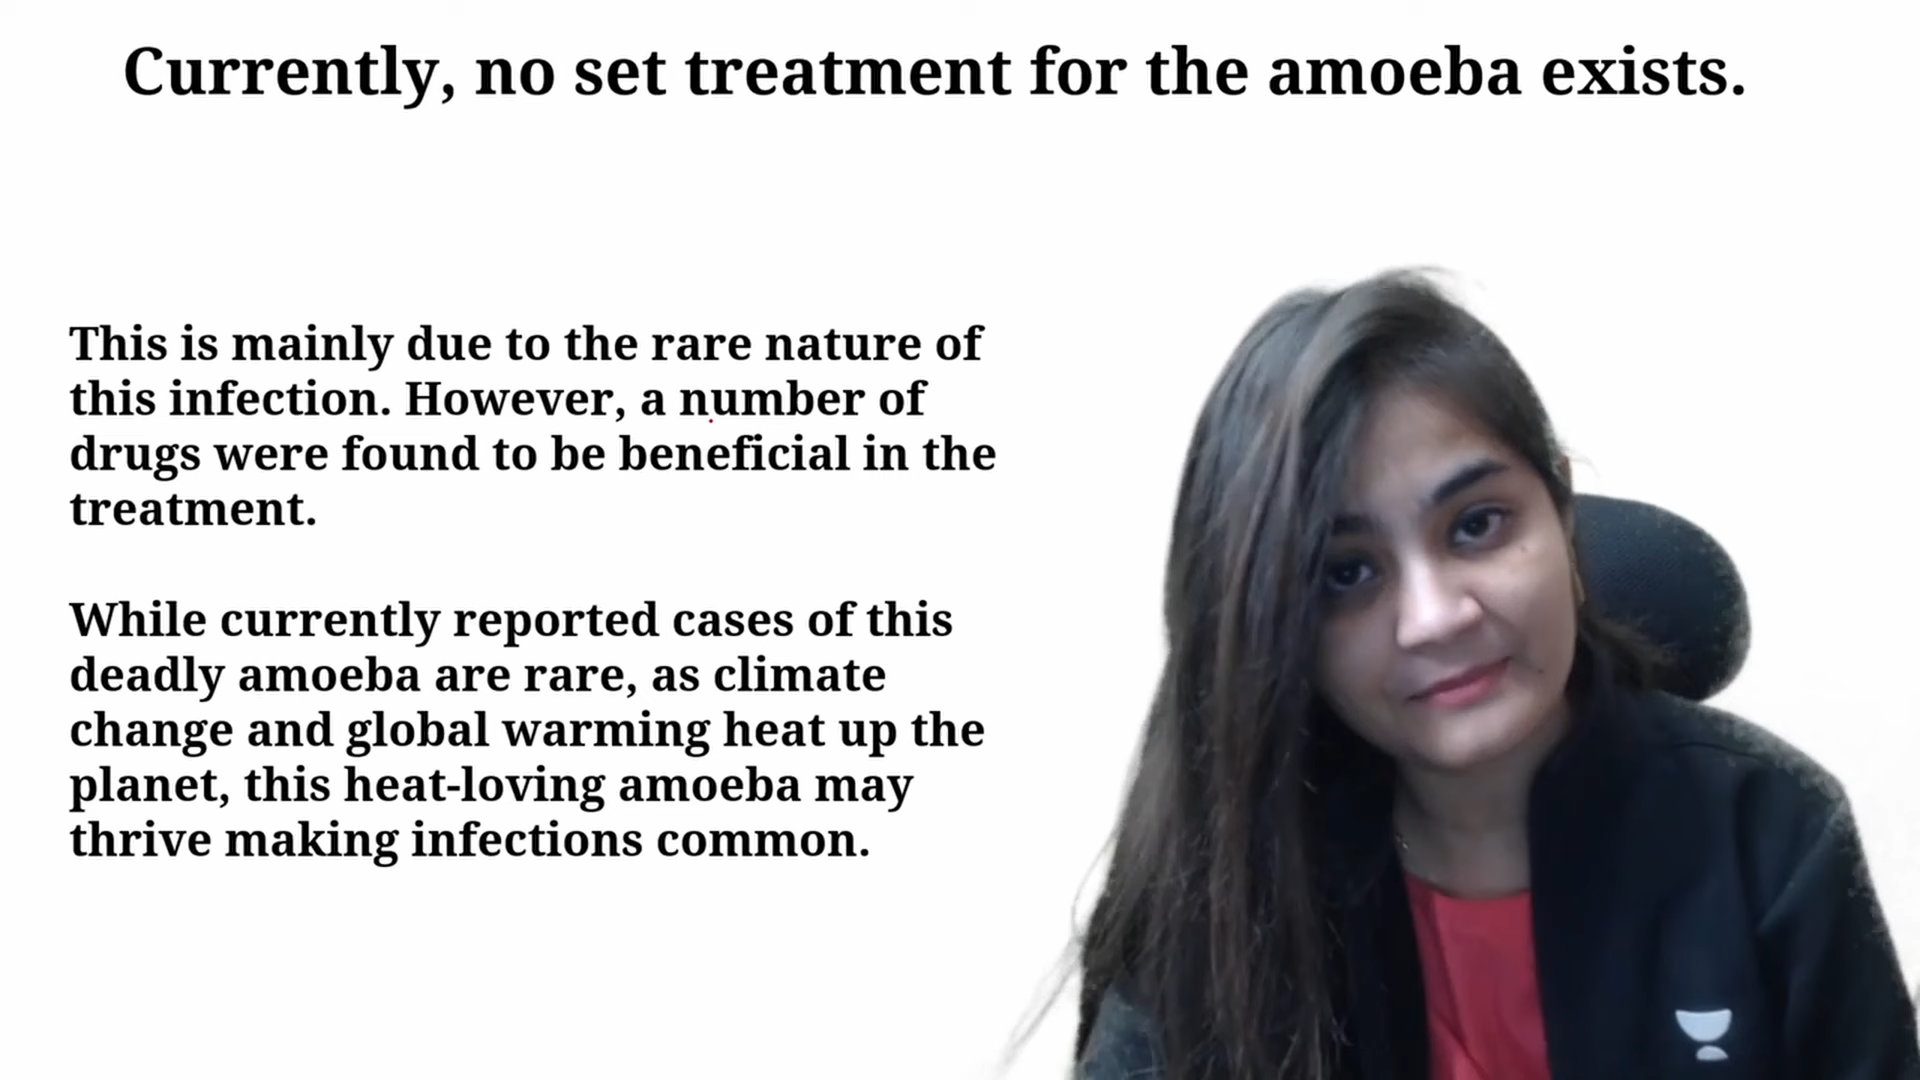 Currently, no set treatment for the amoeba exists.
This is mainly due to the rare nature of
this infection. However, a number of
drugs were found to be beneficial in the
treatment.
While currently reported cases of this
deadly amoeba are rare, as climate
change and global warming heat up the
planet, this heat-loving amoeba may
thrive making infections common.